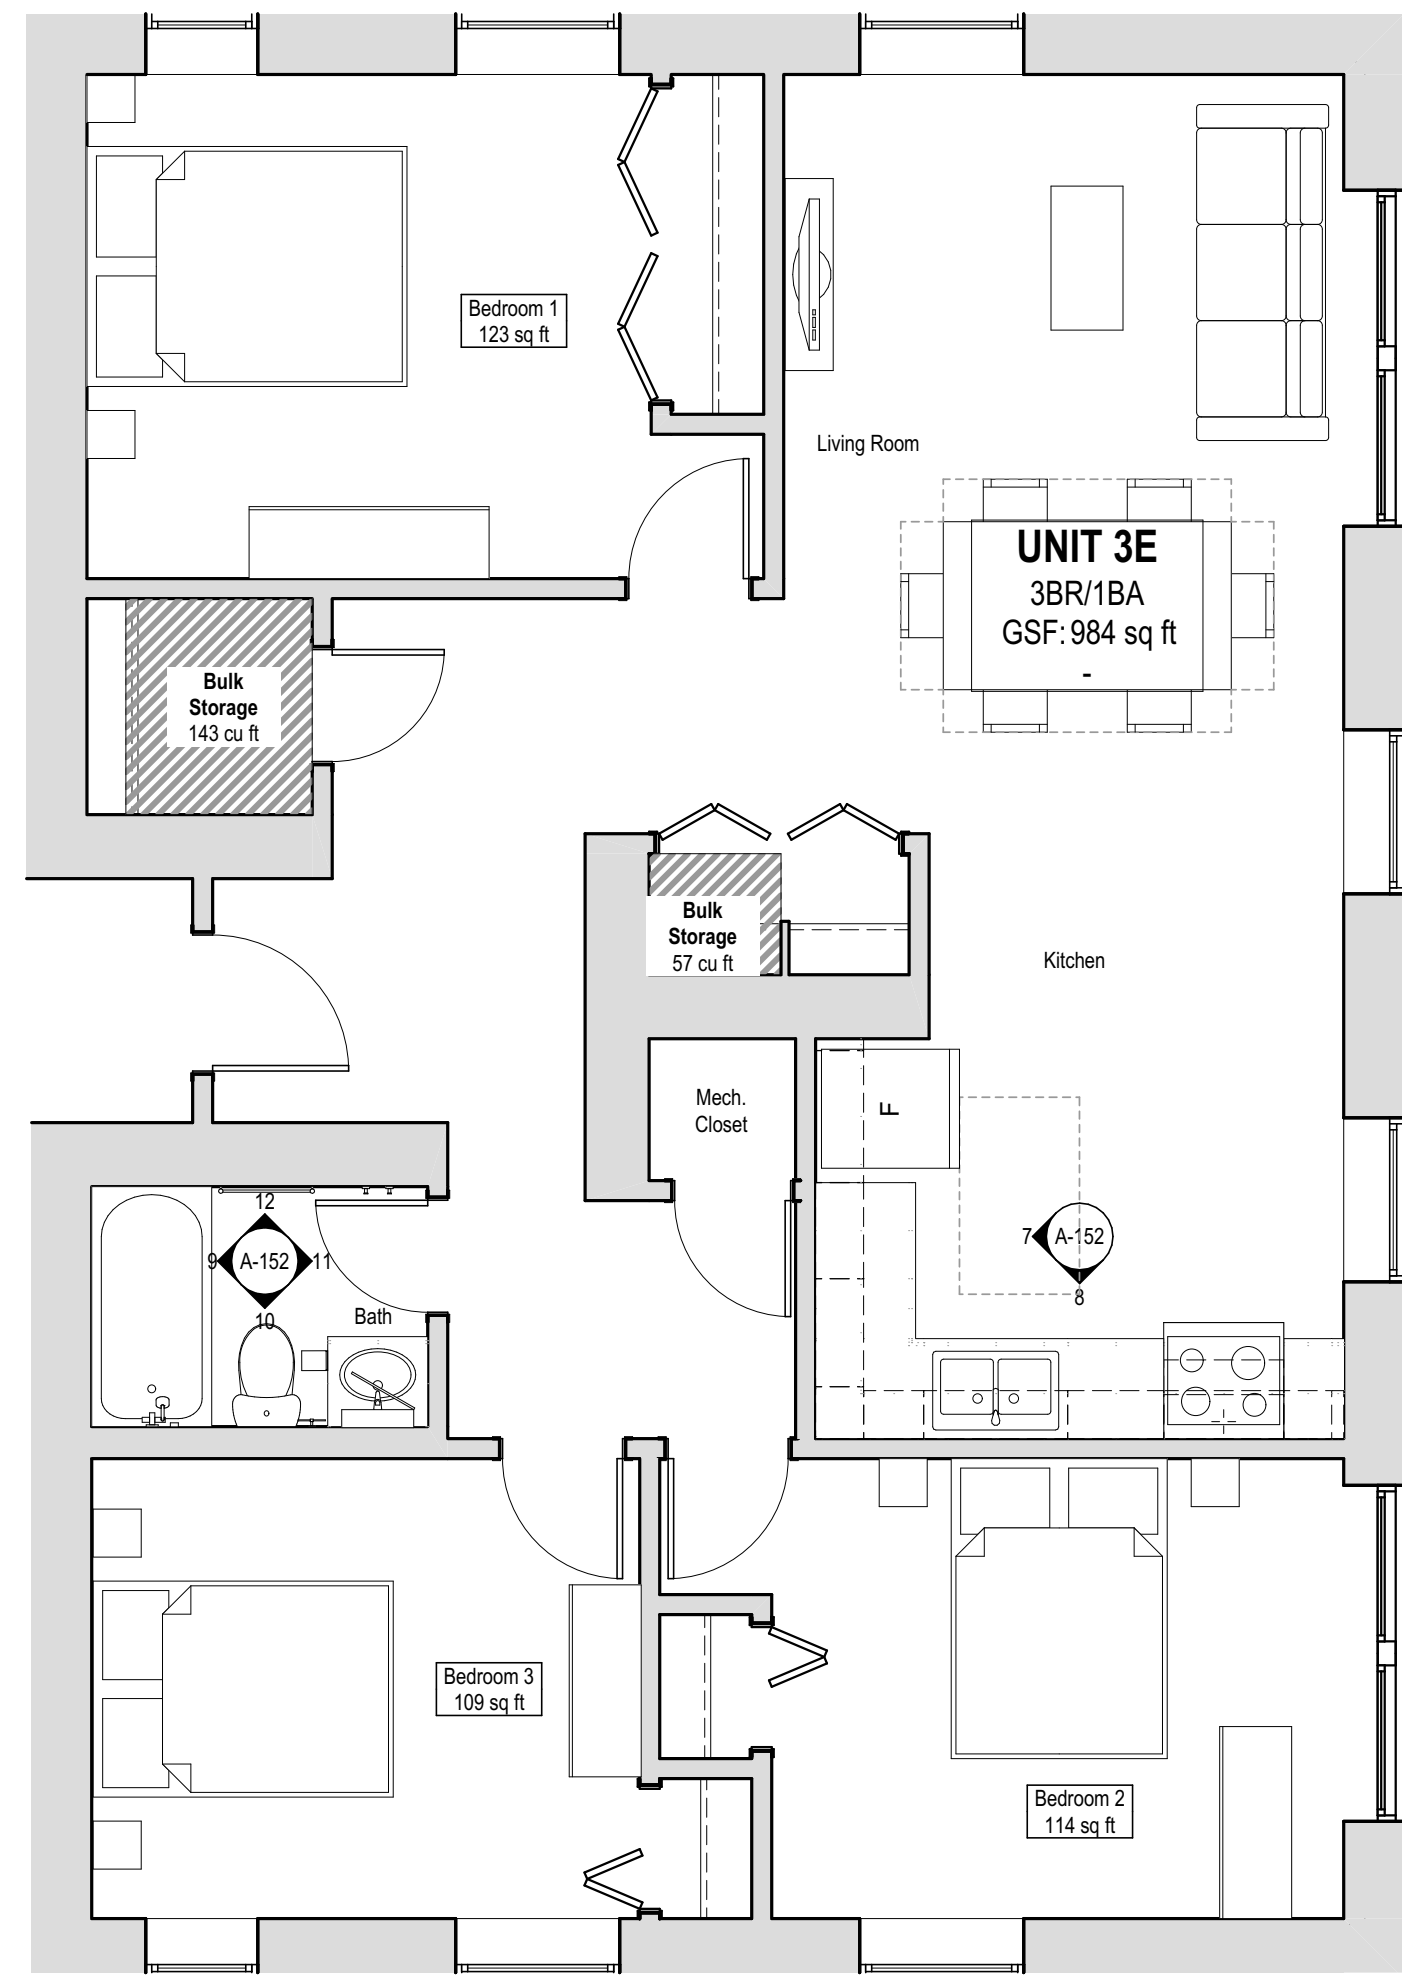 Bedroom 1
123 sq ft
Living Room
UNIT 3E
3BR/1BA
GSF: 984 sq ft
-
Bulk
Storage
143 cu ft
Bulk
Storage
57 cu ft
Kitchen
Mech.
Closet
F
12
9
A-152
11
10
Bath
7
A-152
8
Bedroom 3
109 sq ft
Bedroom 2
114 sq ft